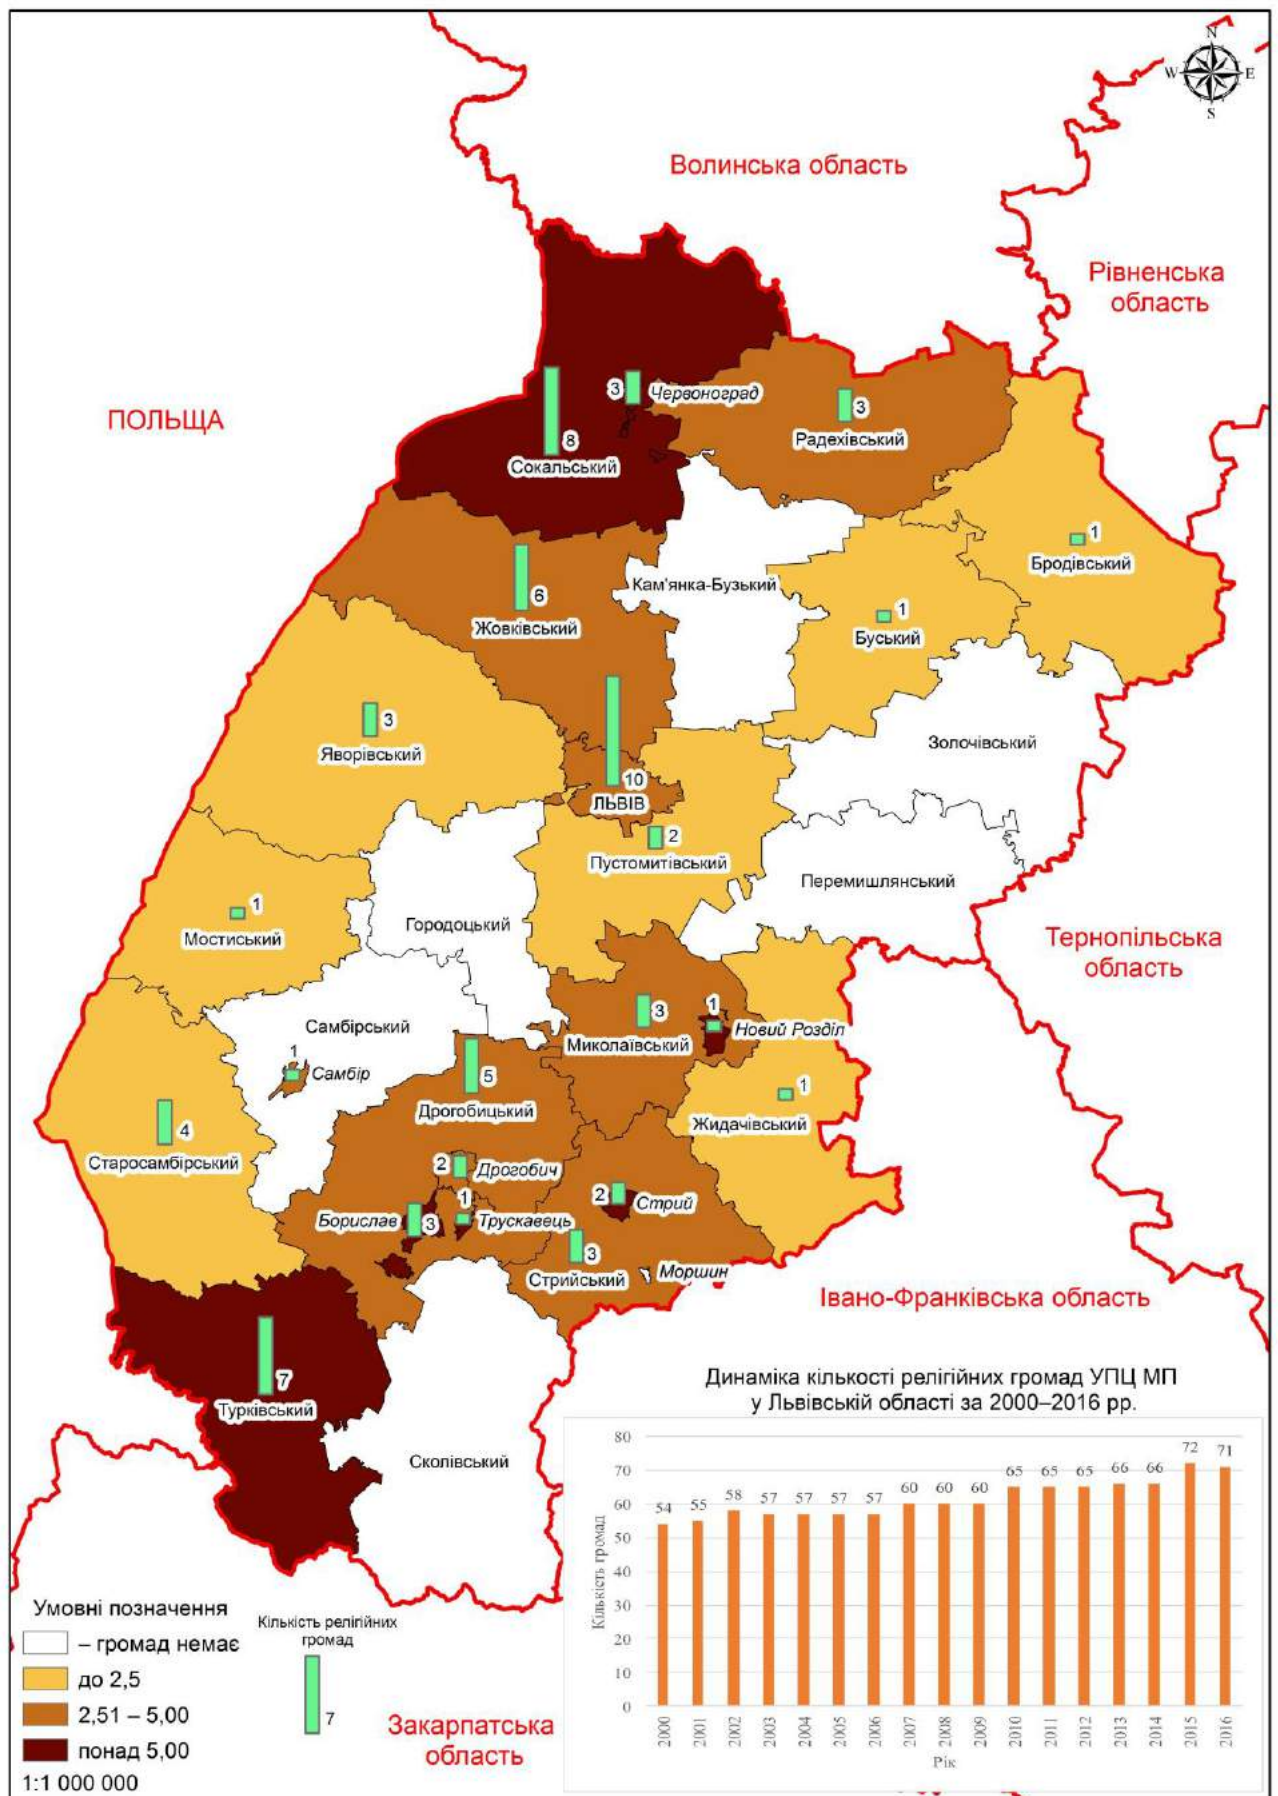 N
W
E
S
Волинська область
Рівненська
область
ПОЛЬЩА
3
Червоноград
3
Радехівський
8
Сокальський
1
Бродівський
6
Жовківський
Кам'янка-Бузький
1
Буський
3
Яворівський
Золочівський
10
ЛЬВІВ
2
Пустомитівський
Перемишлянський
1
Мостиський
Городоцький
Тернопільська
область
3
Миколаївський
1
Новий Розділ
Самбірський
1
Самбір
5
Дрогобицький
1
Жидачівський
4
Старосамбірський
2
Дрогобич
2
Стрий
Борислав
3
1
Трускавець
3
Стрийський
Моршин
Івано-Франківська область
7
Турківський
Сколівський
Динаміка кількості релігійних громад УПЦ МП
у Львівській області за 2000–2016 рр.
80
70
60
50
40
30
20
10
0
Кількість громад
54
55
58
57
57
57
57
60
60
60
65
65
65
66
66
72
71
2000
2001
2002
2003
2004
2005
2006
2007
2008
2009
2010
2011
2012
2013
2014
2015
2016
Рік
Умовні позначення
– громад немає
до 2,5
2,51 – 5,00
понад 5,00
1:1 000 000
Кількість релігійних
громад
7
Закарпатська
область